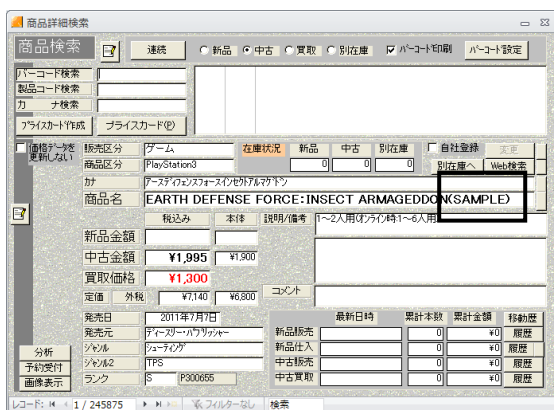 商品詳細検索
商品検索 連続 新品 中古 買取 別在庫 バーコード印刷 バーコード設定
バーコード検索
製品コード検索
カナ検索
プライスカード作成 プライスカード(P)
価格データを更新しない 販売区分 ゲーム 在庫状況 新品 中古 別在庫 自社登録 変更
商品区分 PlayStation3 0 0 0 別在庫へ Web検索
カナ アースディフェンスフォースインセクトアルマゲドン
商品名 EARTH DEFENSE FORCE:INSECT ARMAGEDDON(SAMPLE)
税込み 本体 説明/備考 1～2人用(オンライン時:1～6人用
新品金額
中古金額 ¥1,995 ¥1,900
買取価格 ¥1,300
定価 外税 ¥7,140 ¥6,800 コメント
発売日 2011年7月7日 最新日時 累計本数 累計金額 移動歴
発売元 ディースリー・パブリッシャー 新品販売 0 ¥0 履歴
ジャンル シューティング 新品仕入 0 ¥0 履歴
ジャンル2 TPS 中古販売 0 ¥0 履歴
ランク S P300655 中古買取 0 ¥0 履歴
分析
予約受付
画像表示
レコード: 1 / 245875 フィルターなし 検索